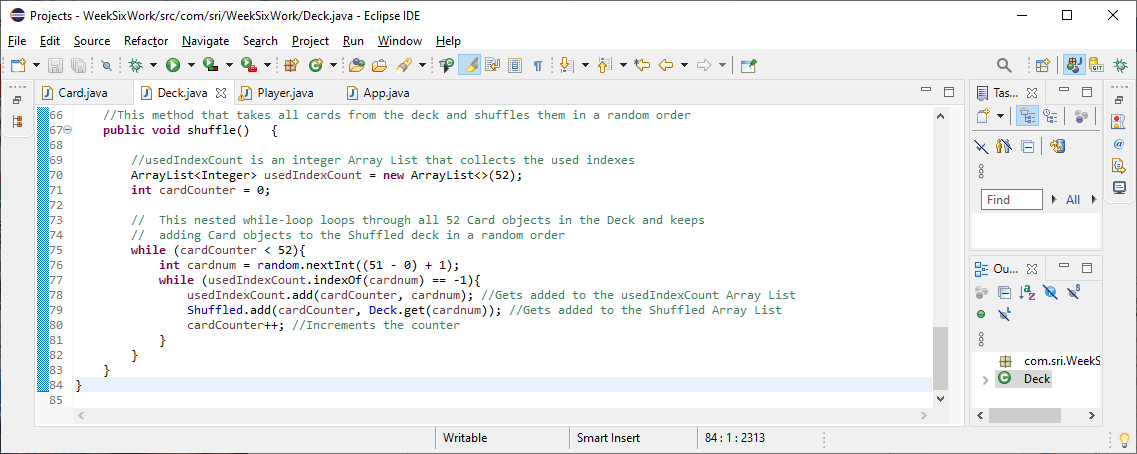 Projects - WeekSixWork/src/com/sri/WeekSixWork/Deck.java - Eclipse IDE
File Edit Source Refactor Navigate Search Project Run Window Help
Card.java Deck.java Player.java App.java
66 //This method that takes all cards from the deck and shuffles them in a random order
67 public void shuffle() {
68
69 //usedIndexCount is an integer Array List that collects the used indexes
70 ArrayList<Integer> usedIndexCount = new ArrayList<>(52);
71 int cardCounter = 0;
72
73 // This nested while-loop loops through all 52 Card objects in the Deck and keeps
74 // adding Card objects to the Shuffled deck in a random order
75 while (cardCounter < 52){
76 int cardnum = random.nextInt((51 - 0) + 1);
77 while (usedIndexCount.indexOf(cardnum) == -1){
78 usedIndexCount.add(cardCounter, cardnum); //Gets added to the usedIndexCount Array List
79 Shuffled.add(cardCounter, Deck.get(cardnum)); //Gets added to the Shuffled Array List
80 cardCounter++; //Increments the counter
81 }
82 }
83 }
84 }
85
Tas...
Find All
Ou...
com.sri.WeekS
Deck
Writable Smart Insert 84 : 1 : 2313